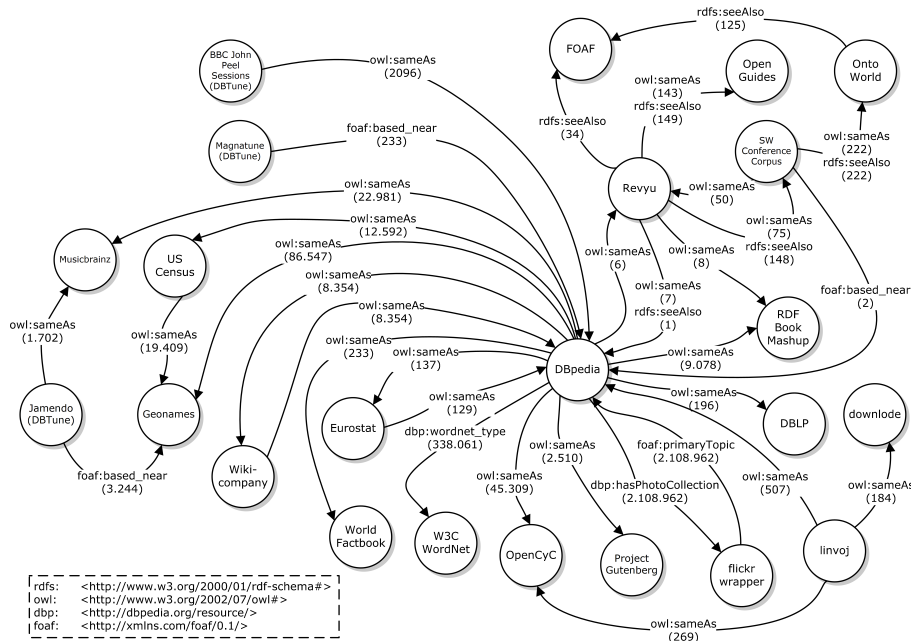 rdfs:seeAlso
(125)
BBC John
Peel
Sessions
(DBTune)
FOAF
Open
Guides
Onto
World
owl:sameAs
(2096)
owl:sameAs
(143)
rdfs:seeAlso
(149)
rdfs:seeAlso
(34)
Magnatune
(DBTune)
foaf:based_near
(233)
SW
Conference
Corpus
owl:sameAs
(222)
rdfs:seeAlso
(222)
Revyu
owl:sameAs
(50)
owl:sameAs
(22.981)
owl:sameAs
(12.592)
owl:sameAs
(75)
rdfs:seeAlso
(148)
Musicbrainz
US
Census
owl:sameAs
(86.547)
owl:sameAs
(6)
owl:sameAs
(8)
owl:sameAs
(8.354)
owl:sameAs
(7)
rdfs:seeAlso
(1)
foaf:based_near
(2)
owl:sameAs
(8.354)
RDF
Book
Mashup
owl:sameAs
(1.702)
owl:sameAs
(19.409)
owl:sameAs
(233)
owl:sameAs
(137)
owl:sameAs
(9.078)
DBpedia
owl:sameAs
(129)
owl:sameAs
(196)
Jamendo
(DBTune)
Geonames
Eurostat
DBLP
downlode
dbp:wordnet_type
(338.061)
owl:sameAs
(2.510)
foaf:primaryTopic
(2.108.962)
foaf:based_near
(3.244)
Wiki-
company
owl:sameAs
(45.309)
dbp:hasPhotoCollection
(2.108.962)
owl:sameAs
(507)
owl:sameAs
(184)
World
Factbook
W3C
WordNet
OpenCyC
Project
Gutenberg
flickr
wrapper
linvoj
owl:sameAs
(269)
rdfs: <http://www.w3.org/2000/01/rdf-schema#>
owl: <http://www.w3.org/2002/07/owl#>
dbp: <http://dbpedia.org/resource/>
foaf: <http://xmlns.com/foaf/0.1/>